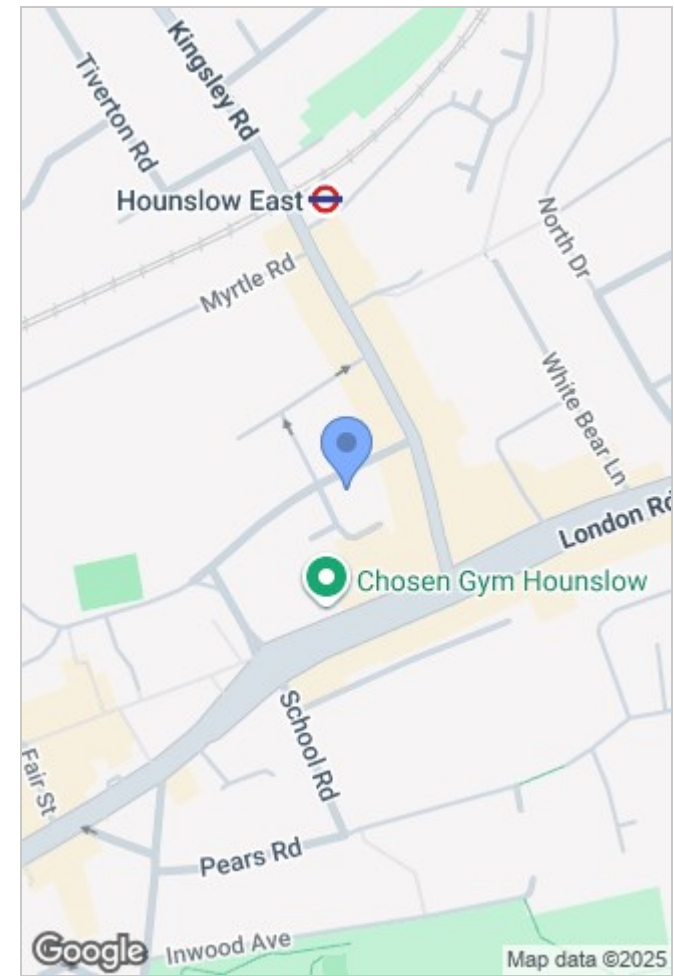 Kingsley Rd
Tiverton Rd
Hounslow East
North Dr
Myrtle Rd
White Bear Ln
London Rd
Chosen Gym Hounslow
School Rd
Fair St
Pears Rd
Inwood Ave
Google
Map data ©2025